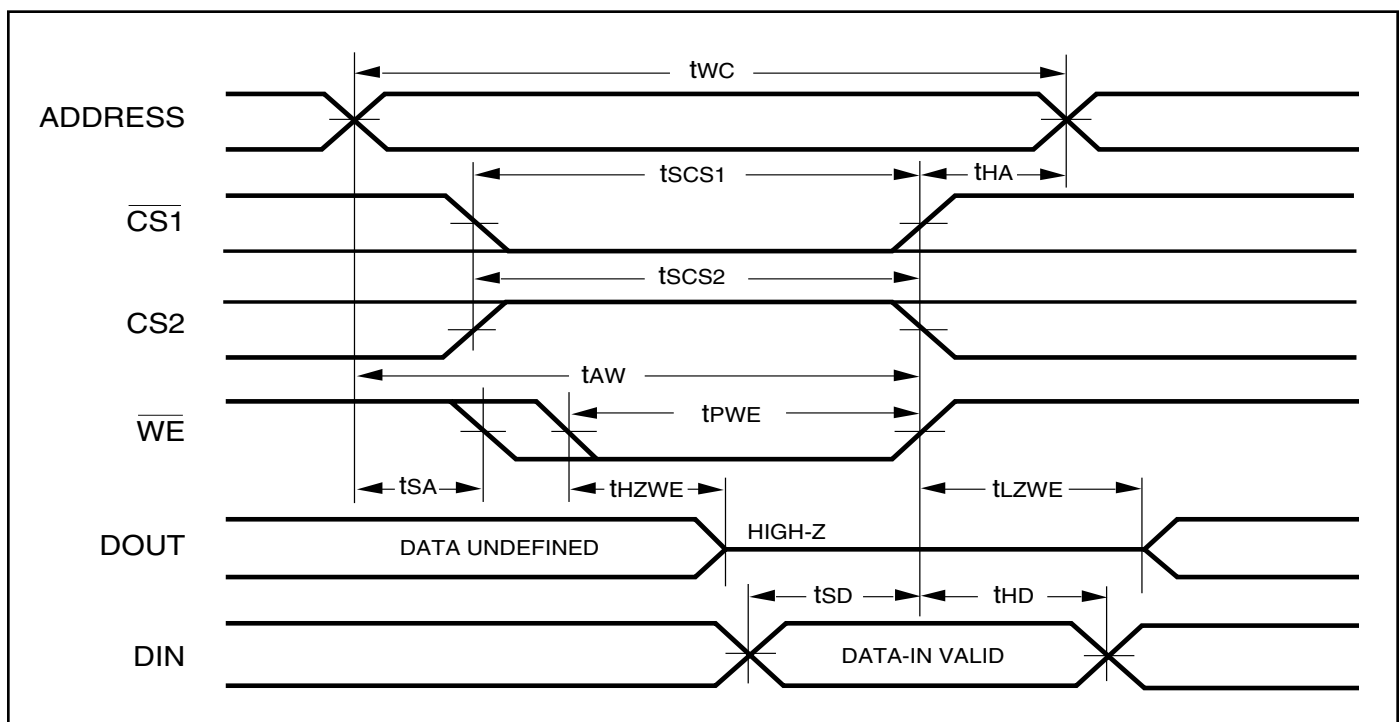 tWC
ADDRESS
tSCS1
tHA
CS1
tSCS2
CS2
tAW
tPWE
WE
tSA
tHZWE
tLZWE
DOUT
DATA UNDEFINED
HIGH-Z
tSD
tHD
DIN
DATA-IN VALID